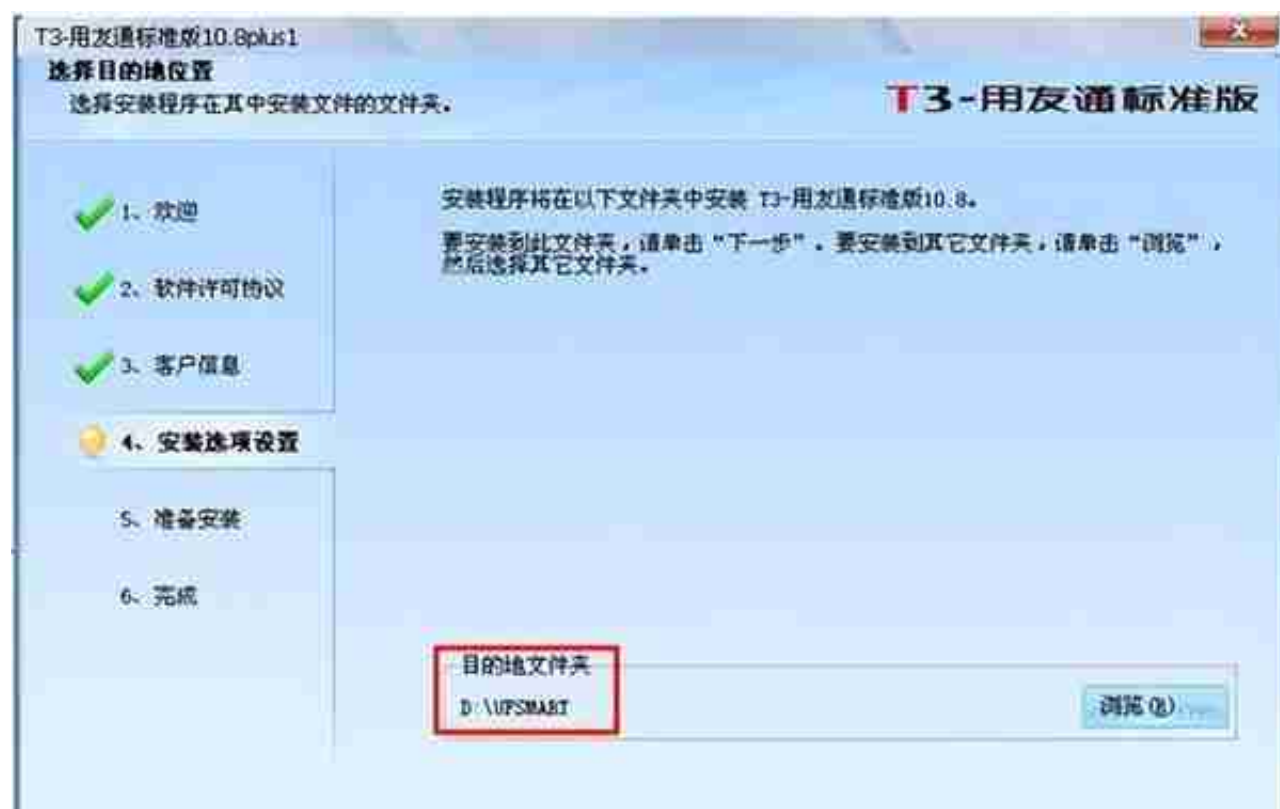 T3-用友通标准版10.8plus1
选择目的地位置
选择安装程序在其中安装文件的文件夹。
T3-用友通标准版
1、欢迎
2、软件许可协议
3、客户信息
4、安装选项设置
5、准备安装
6、完成
安装程序将在以下文件夹中安装 T3-用友通标准版10.8。
要安装到此文件夹，请单击“下一步”。要安装到其它文件夹，请单击“浏览”，
然后选择其它文件夹。
目的地文件夹
D:\UFSMART
浏览(R)...